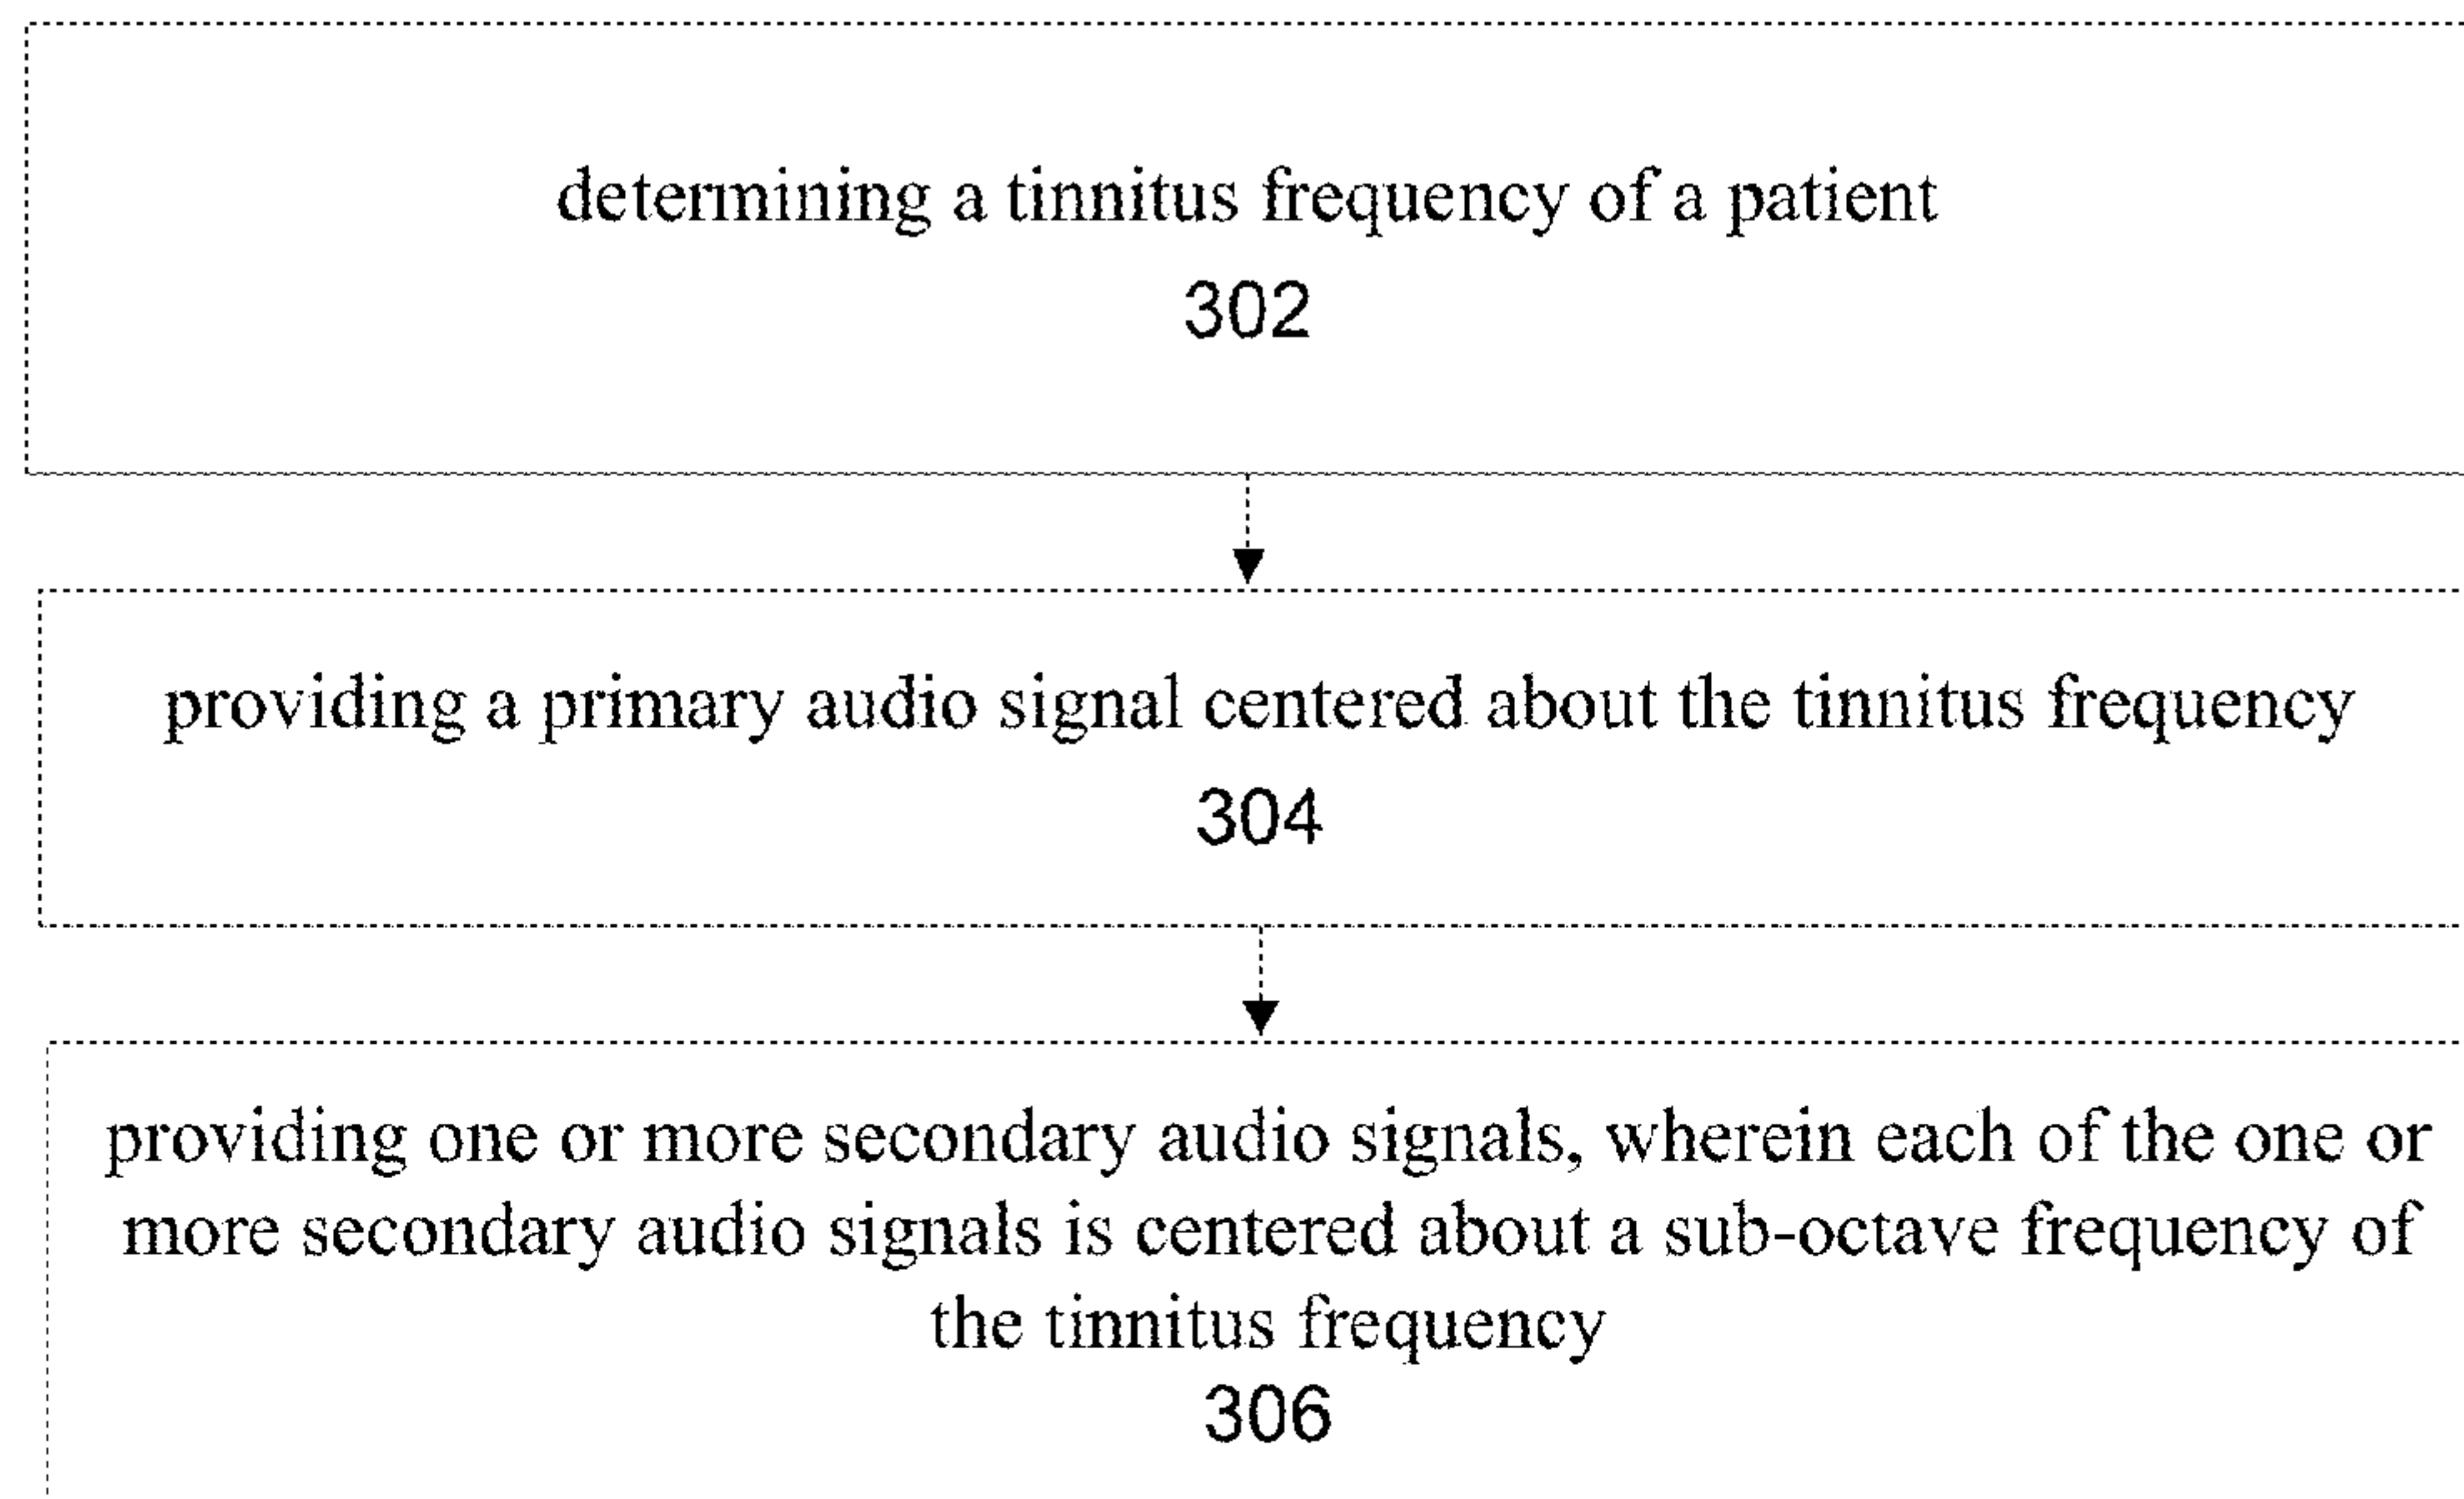 determining a tinnitus frequency of a patient
302
providing a primary audio signal centered about the tinnitus frequency
304
providing one or more secondary audio signals, wherein each of the one or
more secondary audio signals is centered about a sub-octave frequency of
the tinnitus frequency
306